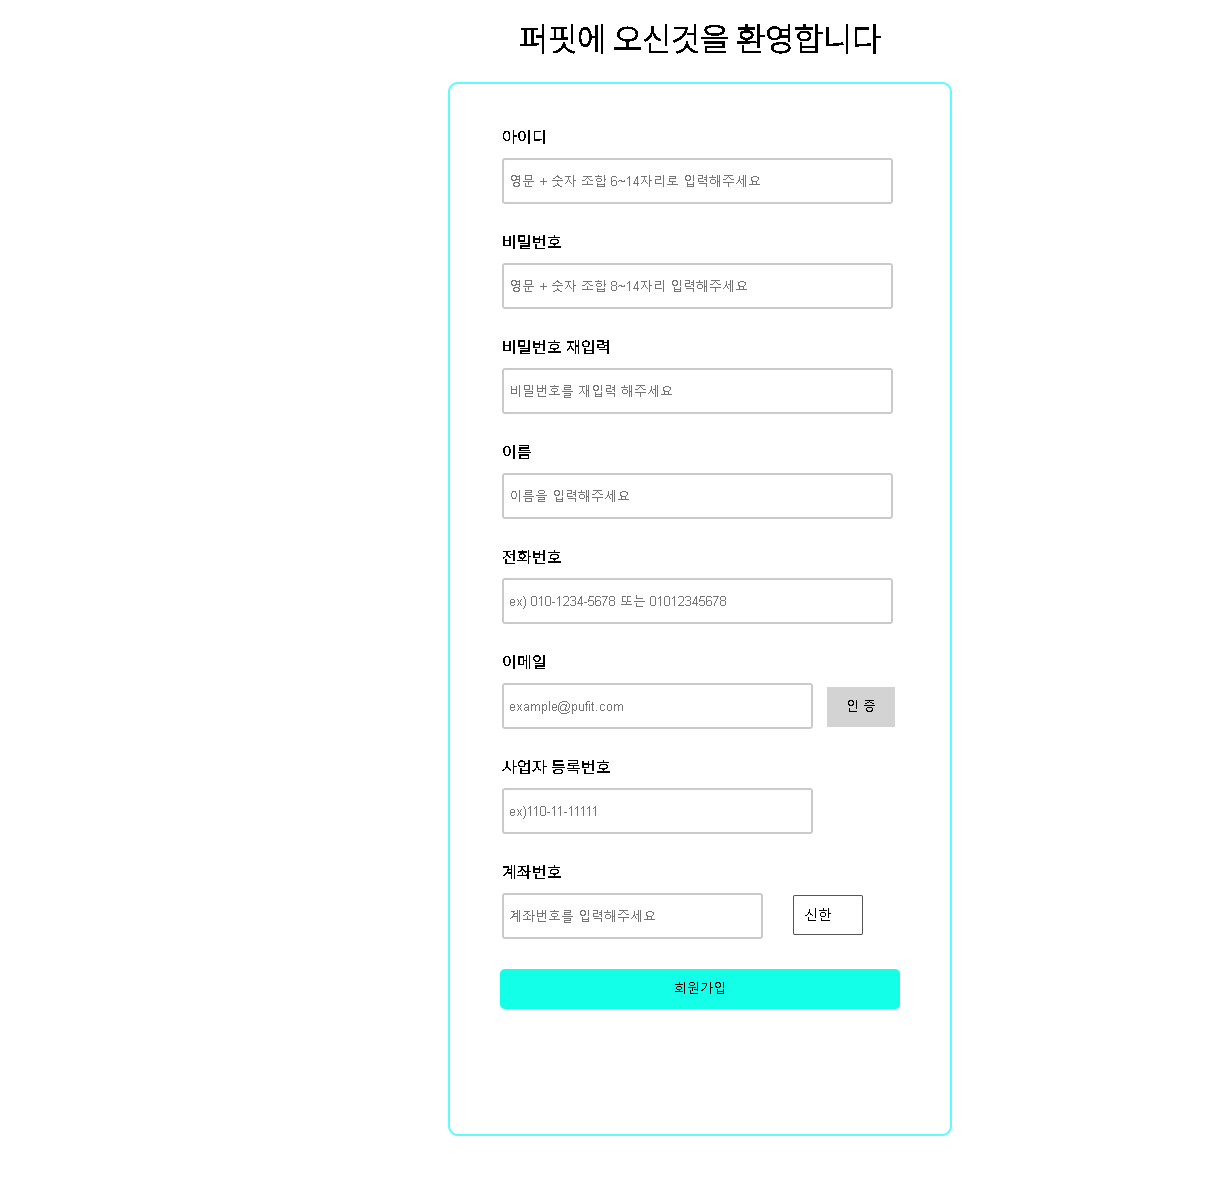 퍼핏에 오신것을 환영합니다
아이디
영문 + 숫자 조합 6~14자리로 입력해주세요
비밀번호
영문 + 숫자 조합 8~14자리 입력해주세요
비밀번호 재입력
비밀번호를 재입력 해주세요
이름
이름을 입력해주세요
전화번호
ex) 010-1234-5678 또는 01012345678
이메일
example@pufit.com 인 증
사업자 등록번호
ex)110-11-11111
계좌번호
계좌번호를 입력해주세요 신한
회원가입